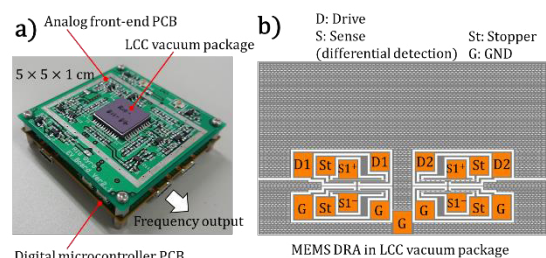 a)
Analog front-end PCB
LCC vacuum package
5 × 5 × 1 cm
Frequency output
Digital microcontroller PCB
b)
D: Drive
S: Sense
(differential detection)
St: Stopper
G: GND
D1 St S1⁺ D1 D2 S1⁺ St D2
G St S1⁻ G G S1⁻ St G
G
MEMS DRA in LCC vacuum package